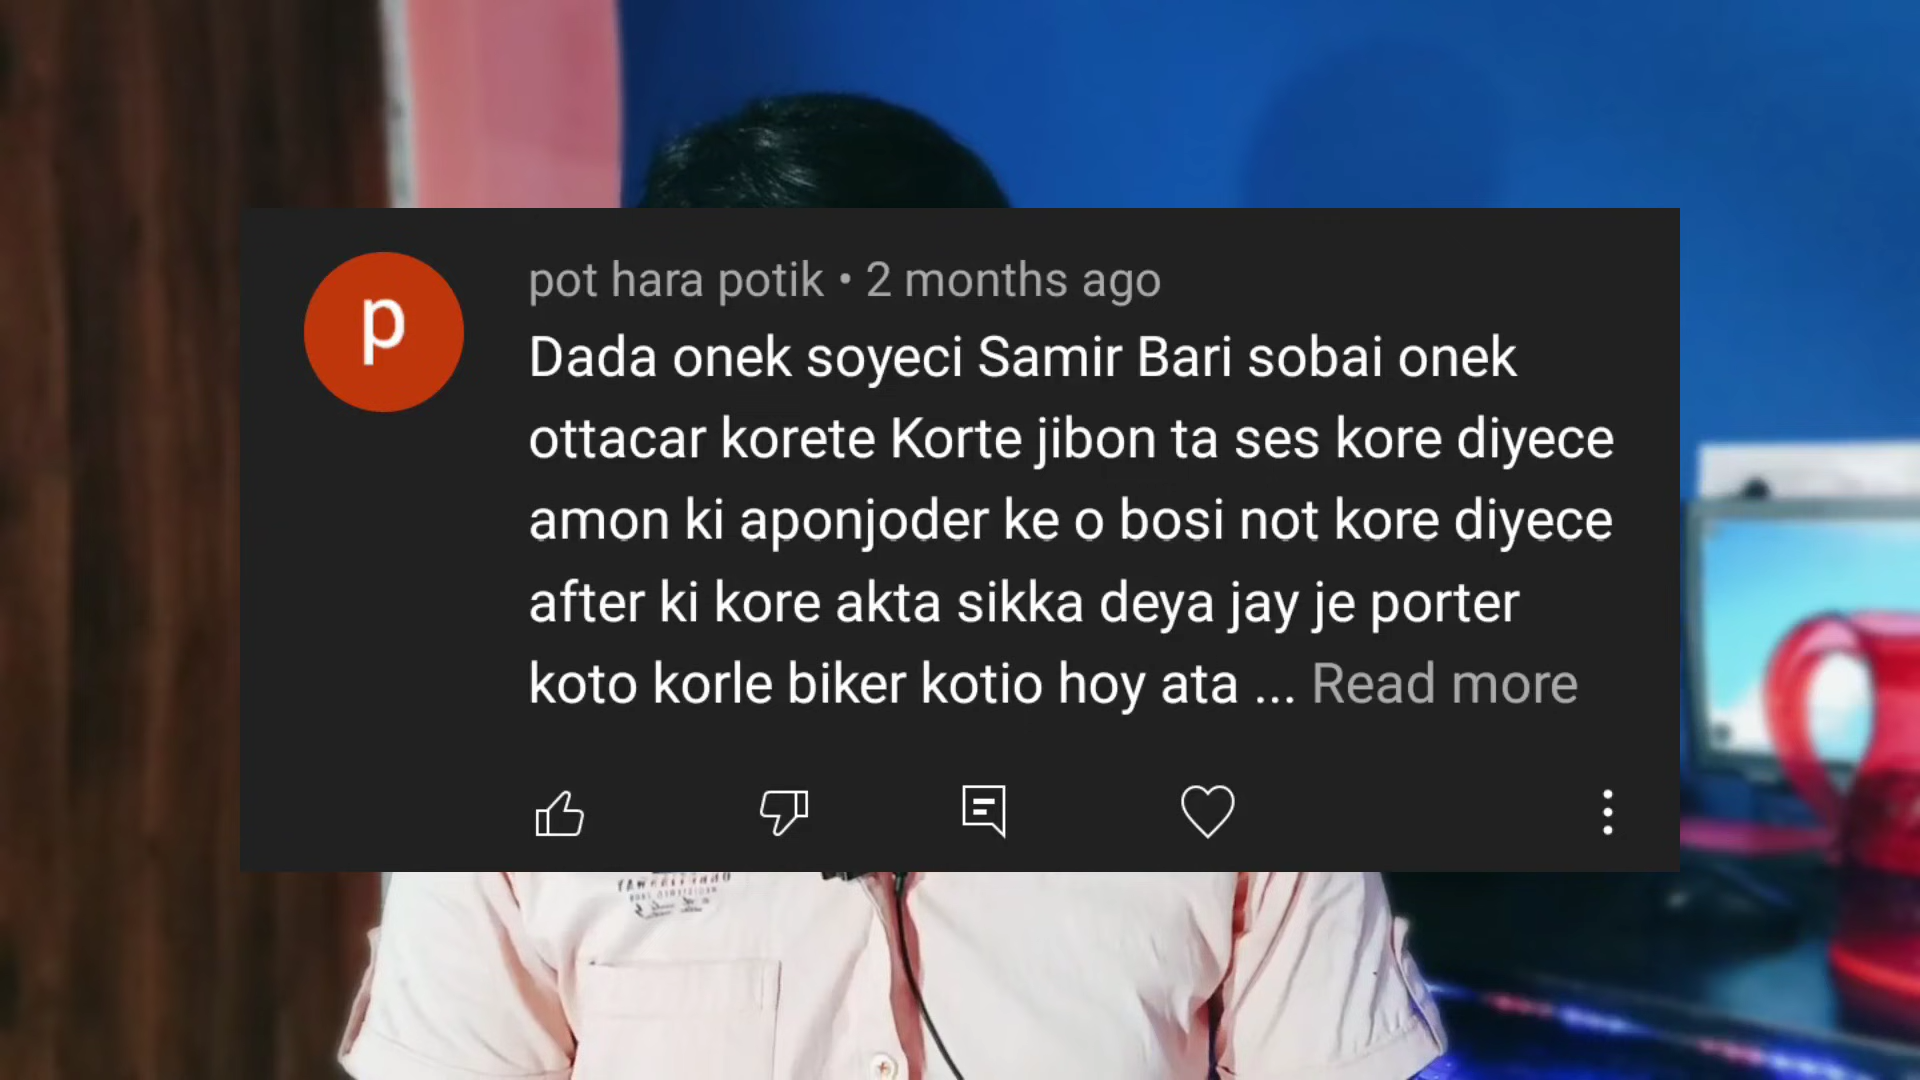 p
pot hara potik • 2 months ago
Dada onek soyeci Samir Bari sobai onek
ottacar korete Korte jibon ta ses kore diyece
amon ki aponjoder ke o bosi not kore diyece
after ki kore akta sikka deya jay je porter
koto korle biker kotio hoy ata ... Read more